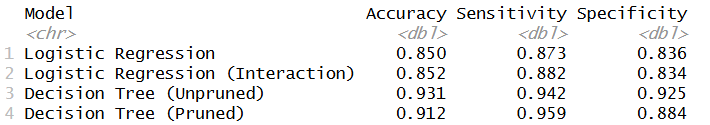 Model Accuracy Sensitivity Specificity
<chr> <dbl> <dbl> <dbl>
1 Logistic Regression 0.850 0.873 0.836
2 Logistic Regression (Interaction) 0.852 0.882 0.834
3 Decision Tree (Unpruned) 0.931 0.942 0.925
4 Decision Tree (Pruned) 0.912 0.959 0.884